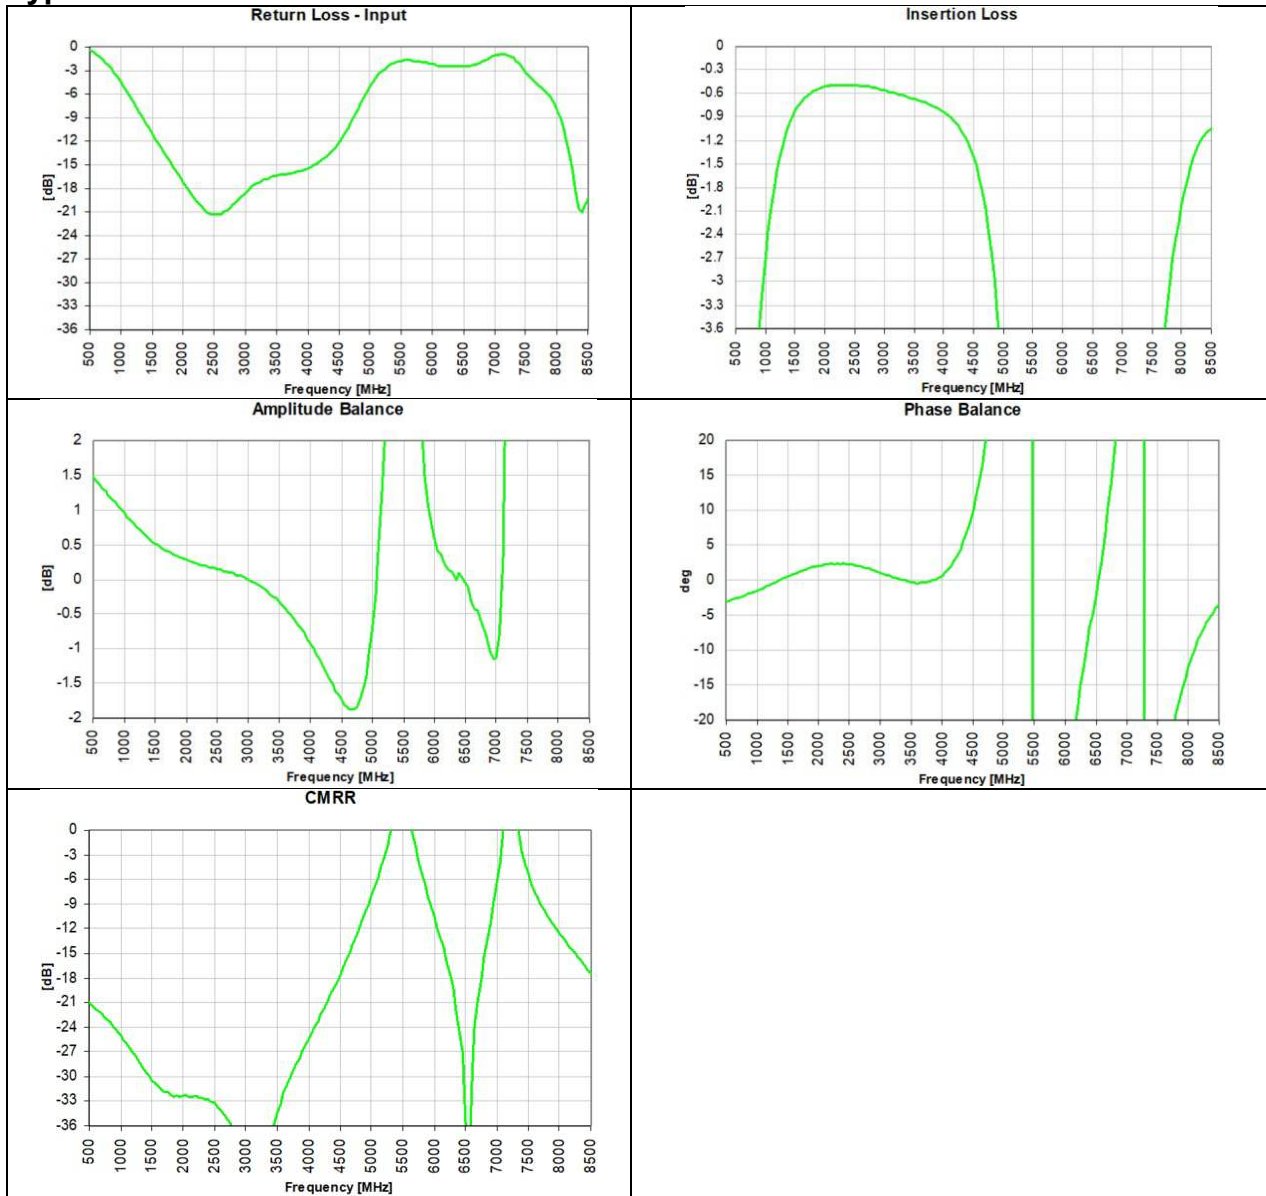 Return Loss - Input
0
-3
-6
-9
-12
-15
-18
-21
-24
-27
-30
-33
-36
[dB]
500 1000 1500 2000 2500 3000 3500 4000 4500 5000 5500 6000 6500 7000 7500 8000 8500
Frequency [MHz]
Insertion Loss
0
-0.3
-0.6
-0.9
-1.2
-1.5
-1.8
-2.1
-2.4
-2.7
-3
-3.3
-3.6
[dB]
500 1000 1500 2000 2500 3000 3500 4000 4500 5000 5500 6000 6500 7000 7500 8000 8500
Frequency [MHz]
Amplitude Balance
2
1.5
1
0.5
0
-0.5
-1
-1.5
-2
[dB]
500 1000 1500 2000 2500 3000 3500 4000 4500 5000 5500 6000 6500 7000 7500 8000 8500
Frequency [MHz]
Phase Balance
20
15
10
5
0
-5
-10
-15
-20
deg
500 1000 1500 2000 2500 3000 3500 4000 4500 5000 5500 6000 6500 7000 7500 8000 8500
Frequency [MHz]
CMRR
0
-3
-6
-9
-12
-15
-18
-21
-24
-27
-30
-33
-36
[dB]
500 1000 1500 2000 2500 3000 3500 4000 4500 5000 5500 6000 6500 7000 7500 8000 8500
Frequency [MHz]